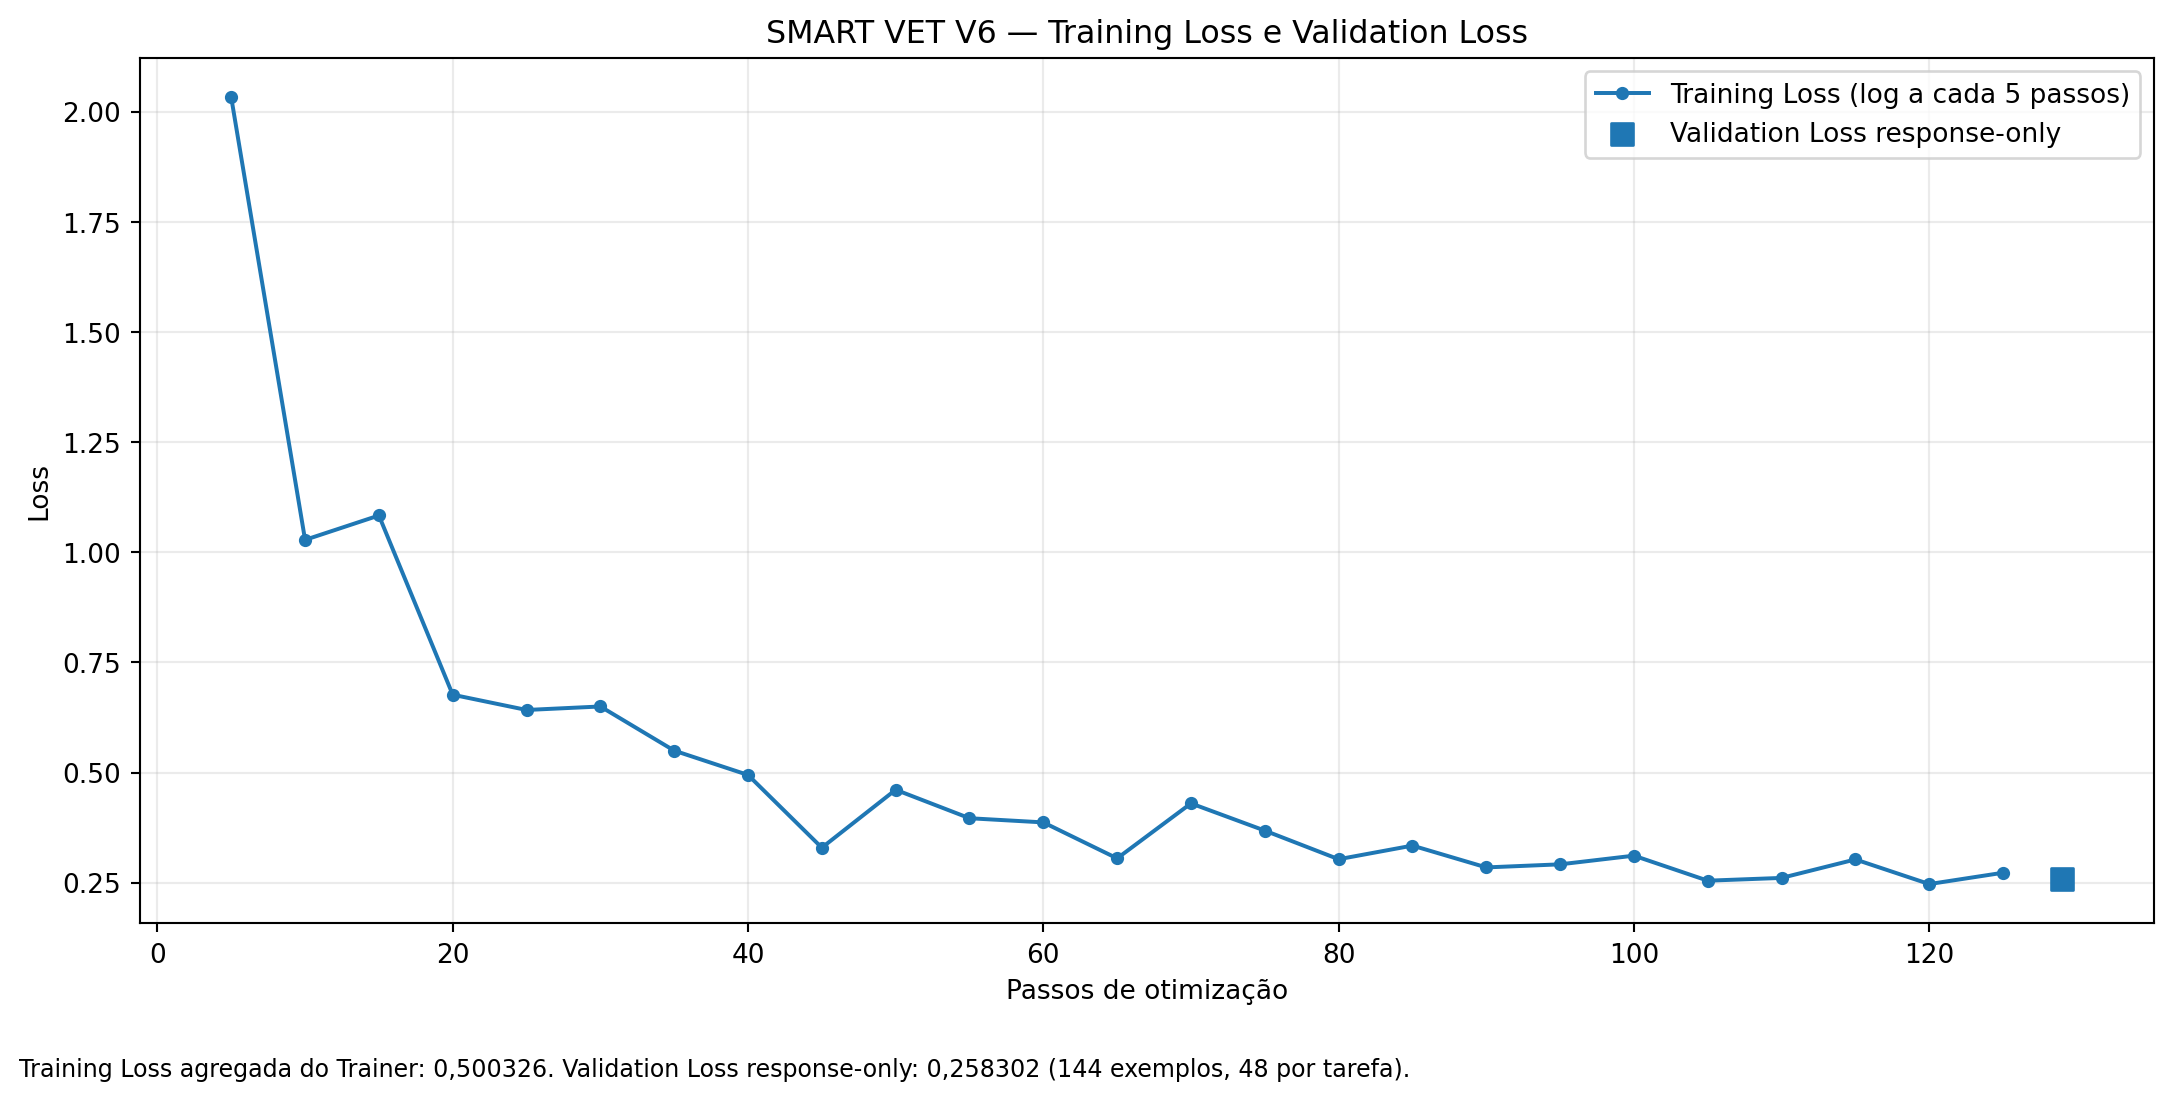 SMART VET V6 — Training Loss e Validation Loss
Training Loss (log a cada 5 passos)
Validation Loss response-only
Loss
2.00
1.75
1.50
1.25
1.00
0.75
0.50
0.25
0 20 40 60 80 100 120
Passos de otimização
Training Loss agregada do Trainer: 0,500326. Validation Loss response-only: 0,258302 (144 exemplos, 48 por tarefa).